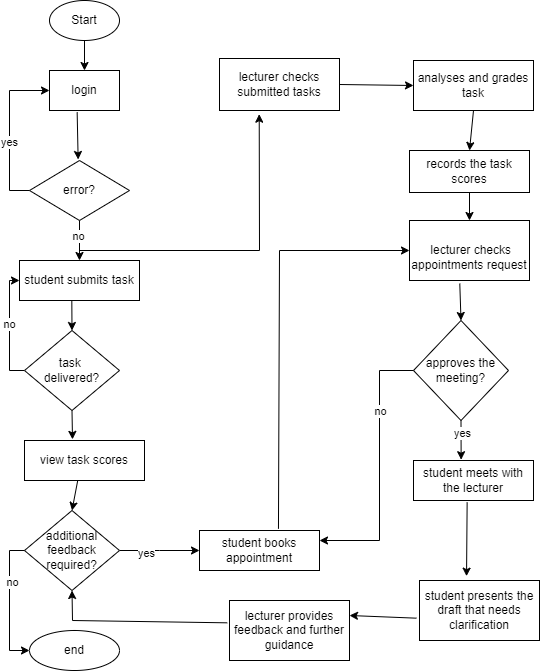 Start
login
yes
error?
no
student submits task
no
task
delivered?
view task scores
additional
feedback
required?
yes
no
end
lecturer checks
submitted tasks
analyses and grades
task
records the task
scores
lecturer checks
appointments request
approves the
meeting?
no
yes
student meets with
the lecturer
student books
appointment
student presents the
draft that needs
clarification
lecturer provides
feedback and further
guidance